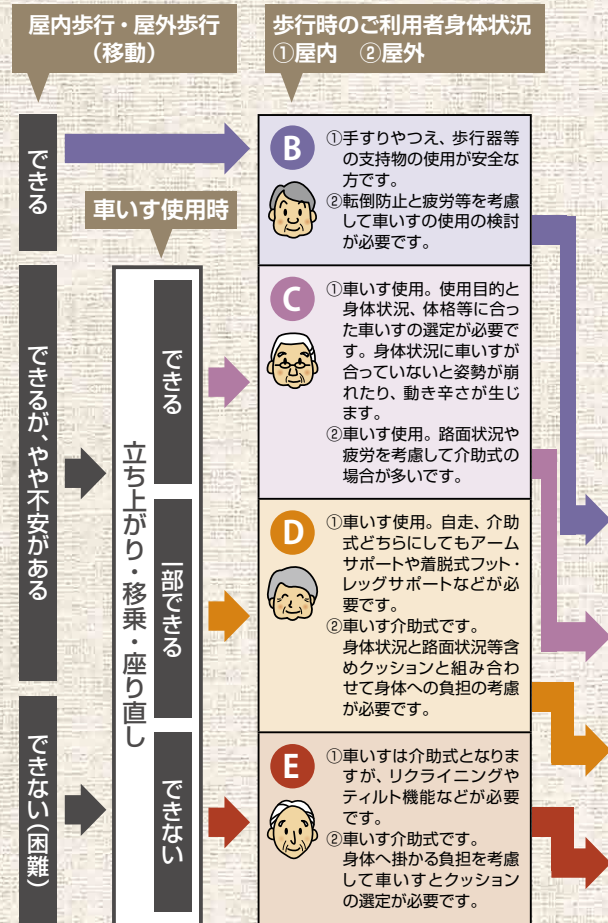 屋内歩行・屋外歩行
（移動）
歩行時のご利用者身体状況
①屋内　②屋外
できる
車いす使用時
できるが、やや不安がある
できない（困難）
立ち上がり・移乗・座り直し
できる
一部できる
できない
B
①手すりやつえ、歩行器等
の支持物の使用が安全な
方です。
②転倒防止と疲労等を考慮
して車いすの使用の検討
が必要です。
C
①車いす使用。使用目的と
身体状況、体格等に合っ
た車いすの選定が必要で
す。身体状況に車いすが
合っていないと姿勢が崩
れたり、動き辛さが生じ
ます。
②車いす使用。路面状況や
疲労を考慮して介助式の
場合が多いです。
D
①車いす使用。自走、介助
式どちらにしてもアーム
サポートや着脱式フット・
レッグサポートなどが必
要です。
②車いす介助式です。
身体状況と路面状況等含
めクッションと組み合わ
せて身体への負担の考慮
が必要です。
E
①車いすは介助式となりま
すが、リクライニングや
ティルト機能などが必要
です。
②車いす介助式です。
身体へ掛かる負担を考慮
して車いすとクッション
の選定が必要です。